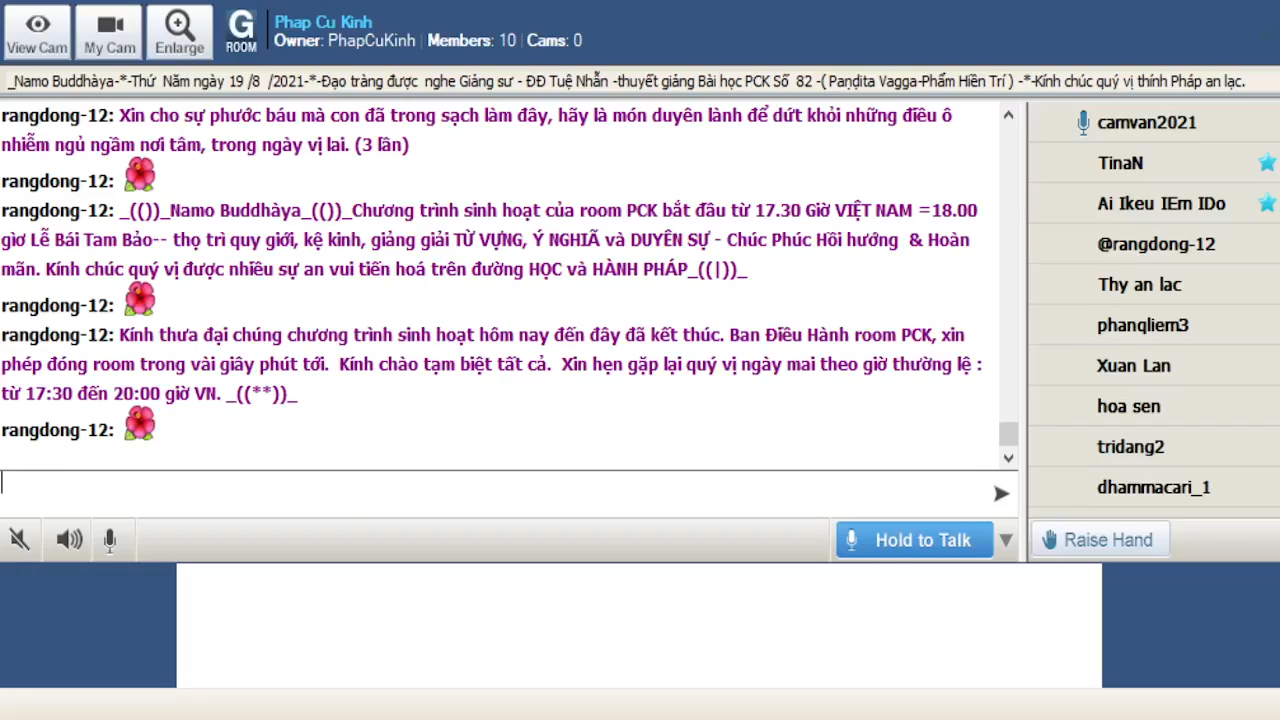 View Cam
My Cam
Enlarge
G ROOM
Phap Cu Kinh
Owner: PhapCuKinh | Members: 10 | Cams: 0
_Namo Buddhàya-*-Thứ Năm ngày 19 /8 /2021-*-Đạo tràng được nghe Giảng sư - ĐĐ Tuệ Nhẫn -thuyết giảng Bài học PCK Số 82 -( Paṇḍita Vagga-Phẩm Hiền Trí ) -*-Kính chúc quý vị thính Pháp an lạc.
rangdong-12: Xin cho sự phước báu mà con đã trong sạch làm đây, hãy là món duyên lành để dứt khỏi những điều ô
nhiễm ngủ ngầm nơi tâm, trong ngày vị lai. (3 lần)
rangdong-12:
rangdong-12: _(())_Namo Buddhàya_(())_Chương trình sinh hoạt của room PCK bắt đầu từ 17.30 Giờ VIỆT NAM =18.00
giờ Lễ Bái Tam Bảo-- thọ trì quy giới, kệ kinh, giảng giải TỪ VỰNG, Ý NGHIÃ và DUYÊN SỰ - Chúc Phúc Hồi hướng & Hoàn
mãn. Kính chúc quý vị được nhiều sự an vui tiến hoá trên đường HỌC và HÀNH PHÁP_((|))_
rangdong-12:
rangdong-12: Kính thưa đại chúng chương trình sinh hoạt hôm nay đến đây đã kết thúc. Ban Điều Hành room PCK, xin
phép đóng room trong vài giây phút tới. Kính chào tạm biệt tất cả. Xin hẹn gặp lại quý vị ngày mai theo giờ thường lệ :
từ 17:30 đến 20:00 giờ VN. _((**))_
rangdong-12:
Hold to Talk
camvan2021
TinaN
Ai Ikeu IEm IDo
@rangdong-12
Thy an lac
phanqliem3
Xuan Lan
hoa sen
tridang2
dhammacari_1
Raise Hand